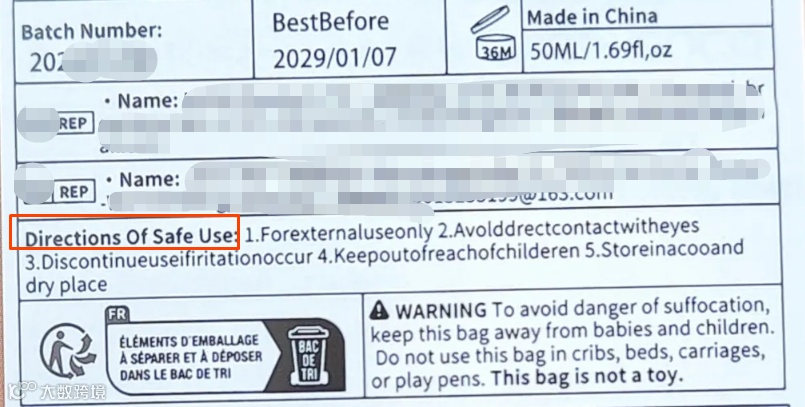 Batch Number:
202
BestBefore
2029/01/07
36M
Made in China
50ML/1.69fl,oz
REP
· Name:
REP
· Name:
@163.com
Directions Of Safe Use: 1.Forexternaluseonly 2.Avolddrectcontactwitheyes
3.Discontinueuseifiritationoccur 4.Keepoutofreachofchilderen 5.Storeinacooand
dry place
FR
ÉLÉMENTS D'EMBALLAGE
À SÉPARER ET À DÉPOSER
DANS LE BAC DE TRI
BAC
DE
TRI
WARNING To avoid danger of suffocation,
keep this bag away from babies and children.
Do not use this bag in cribs, beds, carriages,
or play pens. This bag is not a toy.
大数跨境